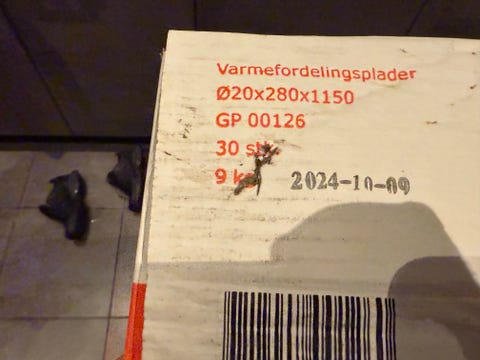 Varmefordelingsplader
Ø20x280x1150
GP 00126
30
9
2024-10-09